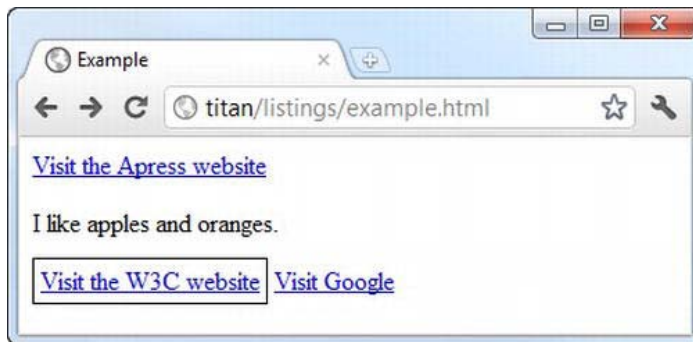 Example
titan/listings/example.html
Visit the Apress website
I like apples and oranges.
Visit the W3C website Visit Google